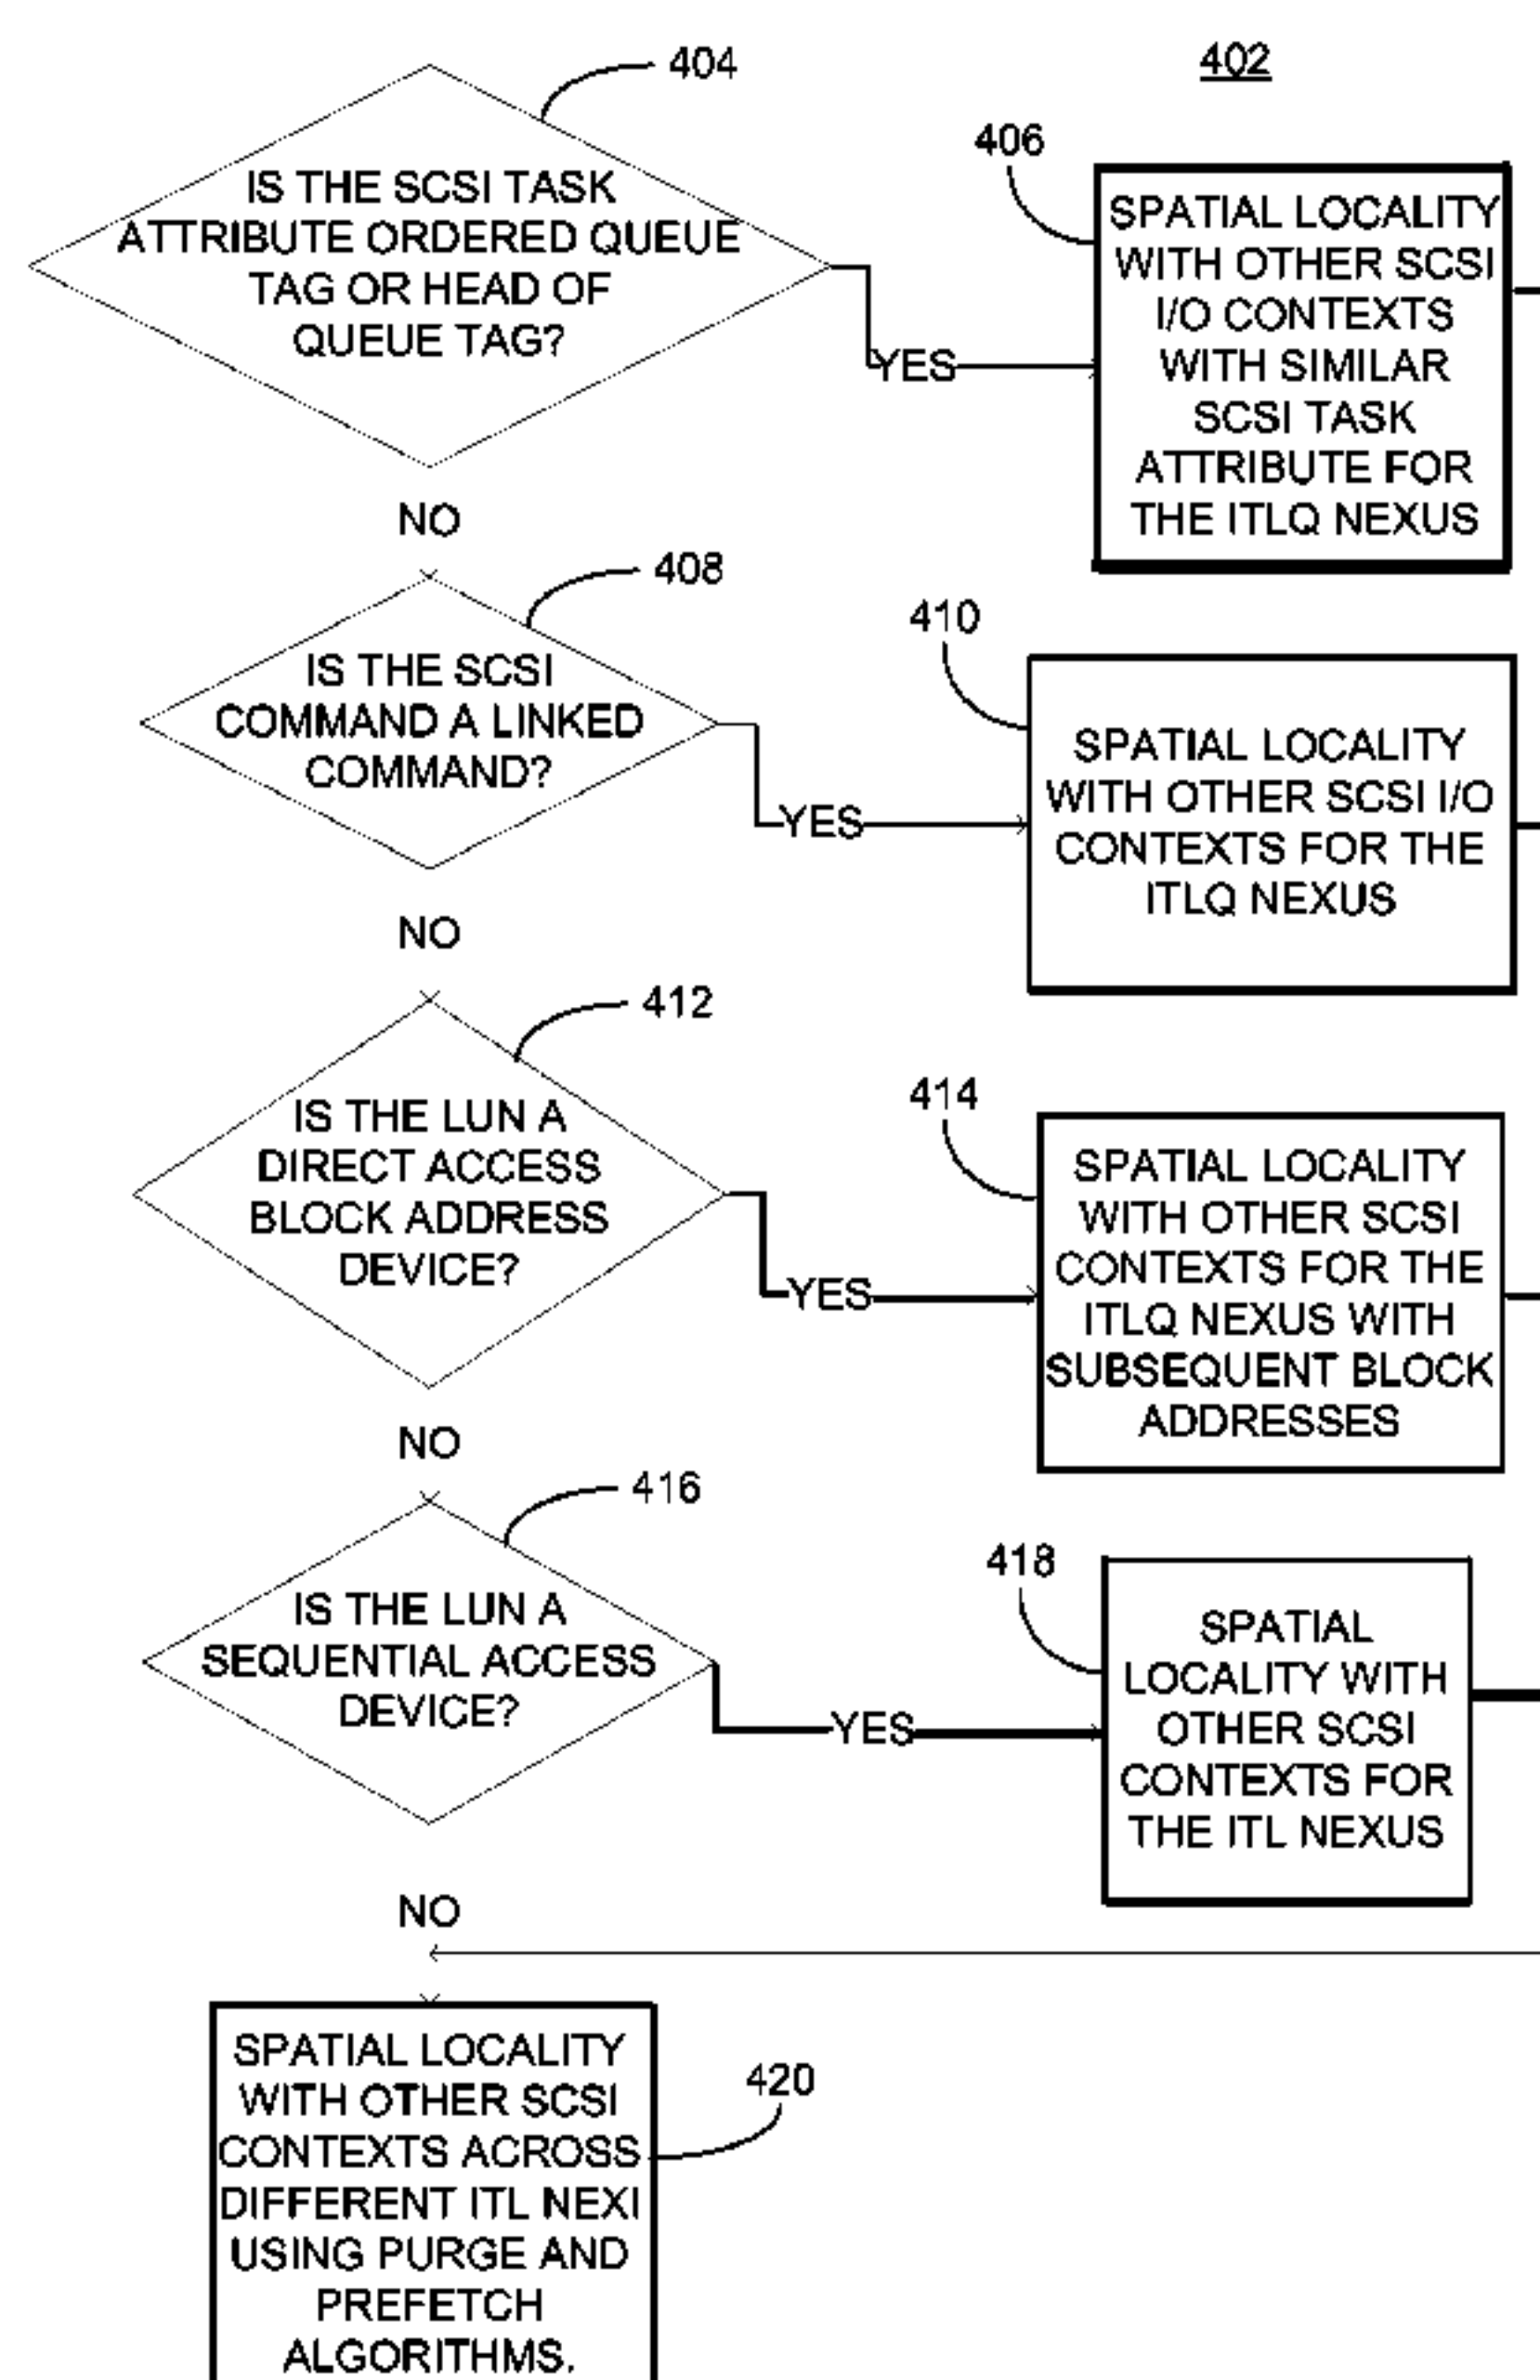 404
402
IS THE SCSI TASK
ATTRIBUTE ORDERED QUEUE
TAG OR HEAD OF
QUEUE TAG?
YES
406
SPATIAL LOCALITY
WITH OTHER SCSI
I/O CONTEXTS
WITH SIMILAR
SCSI TASK
ATTRIBUTE FOR
THE ITLQ NEXUS
NO
408
IS THE SCSI
COMMAND A LINKED
COMMAND?
YES
410
SPATIAL LOCALITY
WITH OTHER SCSI I/O
CONTEXTS FOR THE
ITLQ NEXUS
NO
412
IS THE LUN A
DIRECT ACCESS
BLOCK ADDRESS
DEVICE?
YES
414
SPATIAL LOCALITY
WITH OTHER SCSI
CONTEXTS FOR THE
ITLQ NEXUS WITH
SUBSEQUENT BLOCK
ADDRESSES
NO
416
IS THE LUN A
SEQUENTIAL ACCESS
DEVICE?
YES
418
SPATIAL
LOCALITY WITH
OTHER SCSI
CONTEXTS FOR
THE ITL NEXUS
NO
SPATIAL LOCALITY
WITH OTHER SCSI
CONTEXTS ACROSS
DIFFERENT ITL NEXI
USING PURGE AND
PREFETCH
ALGORITHMS.
420